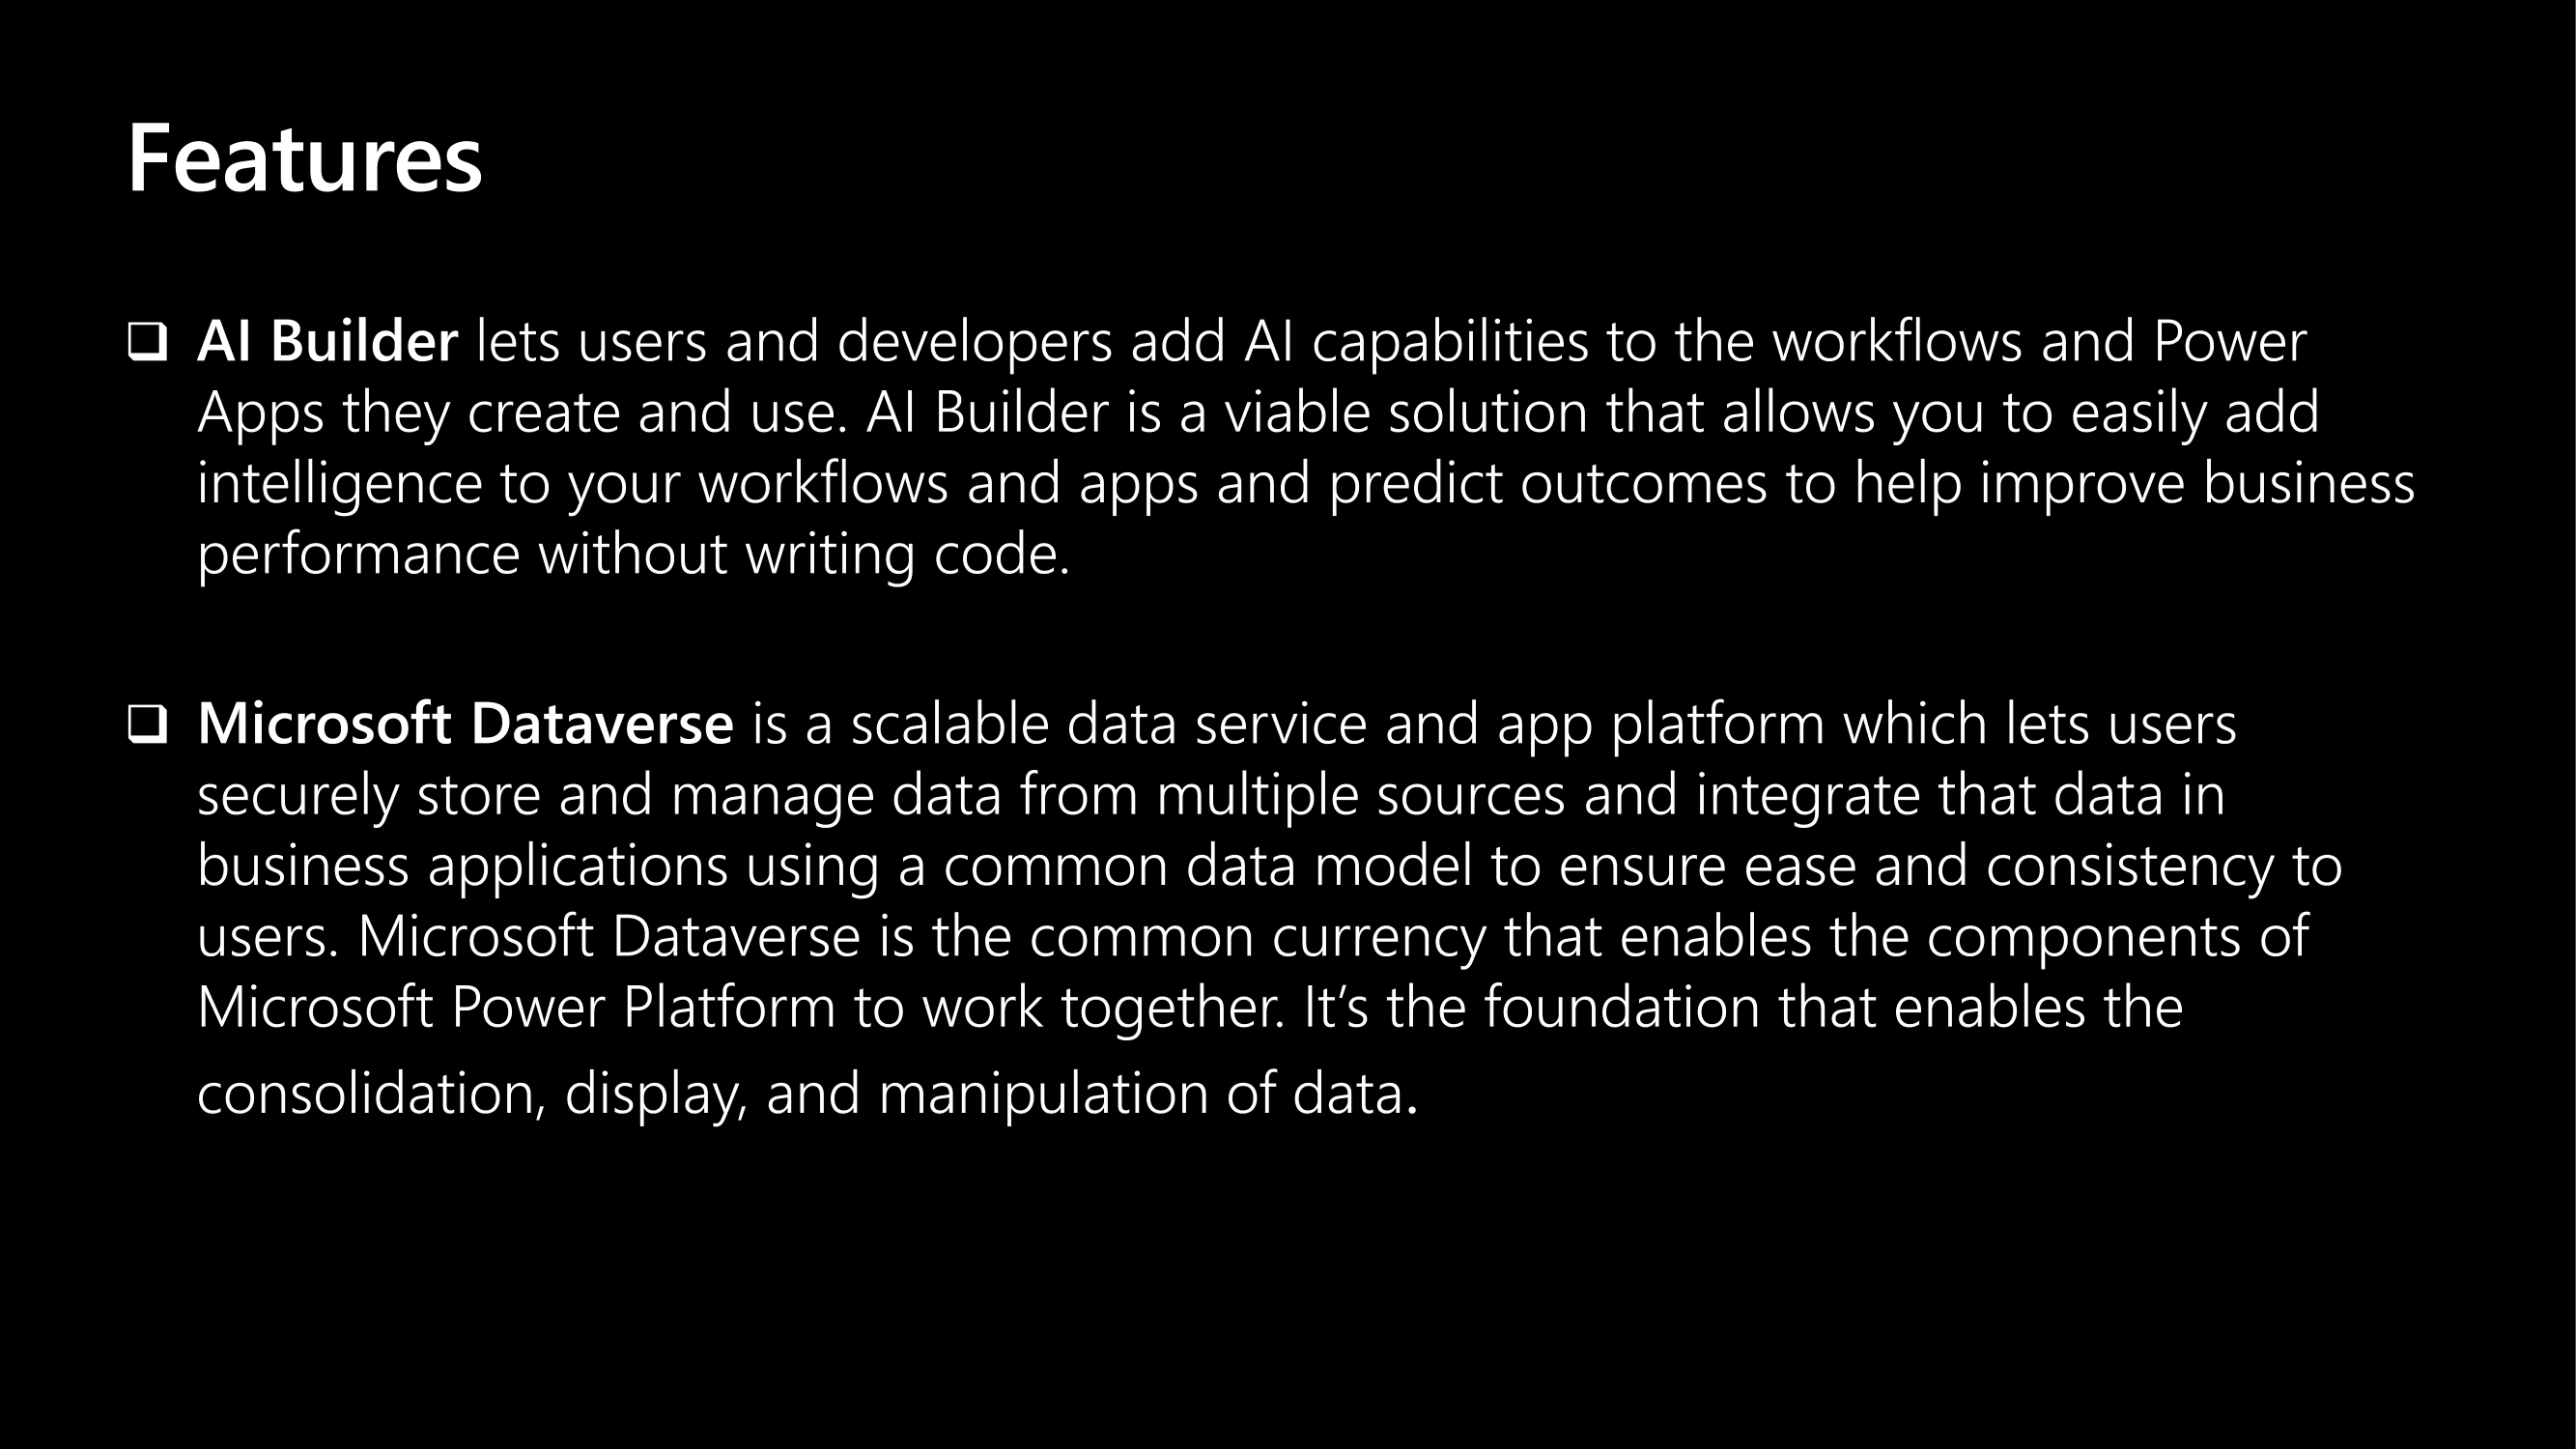 Features
❑ AI Builder lets users and developers add AI capabilities to the workflows and Power
Apps they create and use. AI Builder is a viable solution that allows you to easily add
intelligence to your workflows and apps and predict outcomes to help improve business
performance without writing code.
❑ Microsoft Dataverse is a scalable data service and app platform which lets users
securely store and manage data from multiple sources and integrate that data in
business applications using a common data model to ensure ease and consistency to
users. Microsoft Dataverse is the common currency that enables the components of
Microsoft Power Platform to work together. It’s the foundation that enables the
consolidation, display, and manipulation of data.